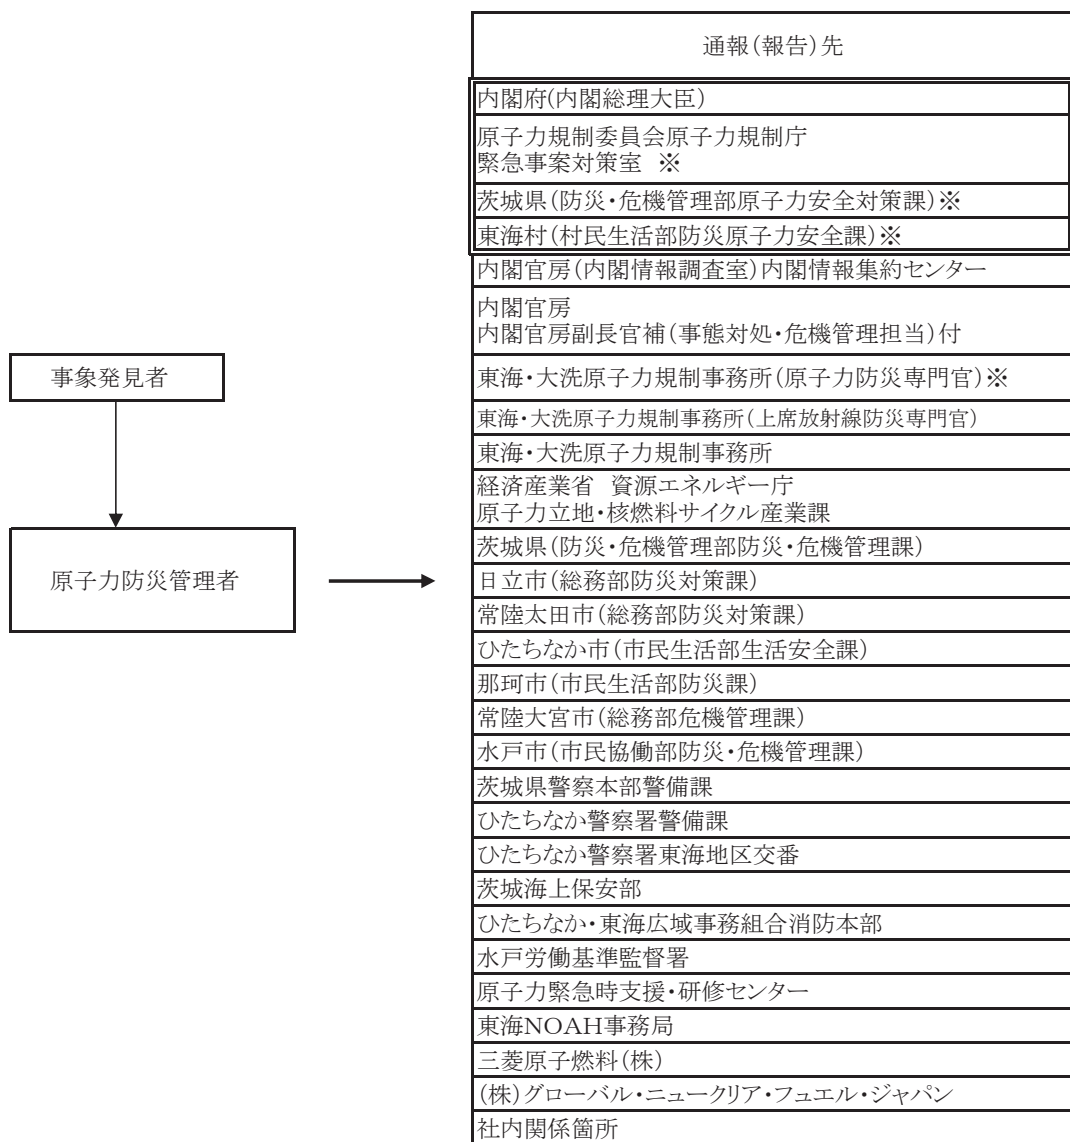 通報(報告)先
内閣府(内閣総理大臣)
原子力規制委員会原子力規制庁
緊急事案対策室 ※
茨城県(防災・危機管理部原子力安全対策課)※
東海村(村民生活部防災原子力安全課)※
内閣官房(内閣情報調査室)内閣情報集約センター
内閣官房
内閣官房副長官補(事態対処・危機管理担当)付
事象発見者
東海・大洗原子力規制事務所(原子力防災専門官)※
東海・大洗原子力規制事務所(上席放射線防災専門官)
東海・大洗原子力規制事務所
経済産業省 資源エネルギー庁
原子力立地・核燃料サイクル産業課
茨城県(防災・危機管理部防災・危機管理課)
原子力防災管理者
日立市(総務部防災対策課)
常陸太田市(総務部防災対策課)
ひたちなか市(市民生活部生活安全課)
那珂市(市民生活部防災課)
常陸大宮市(総務部危機管理課)
水戸市(市民協働部防災・危機管理課)
茨城県警察本部警備課
ひたちなか警察署警備課
ひたちなか警察署東海地区交番
茨城海上保安部
ひたちなか・東海広域事務組合消防本部
水戸労働基準監督署
原子力緊急時支援・研修センター
東海NOAH事務局
三菱原子燃料(株)
(株)グローバル・ニュークリア・フュエル・ジャパン
社内関係箇所